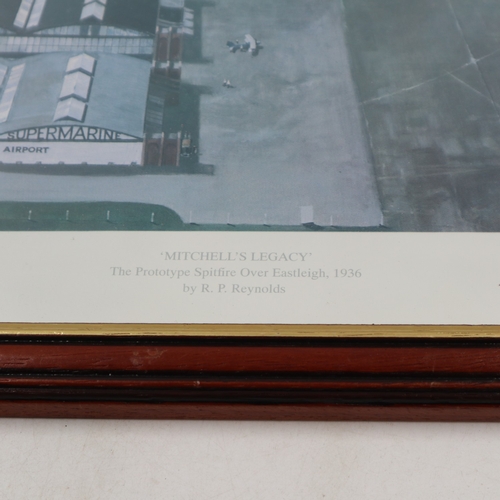 SUPERMARINE
AIRPORT
'MITCHELL'S LEGACY'
The Prototype Spitfire Over Eastleigh, 1936
by R. P. Reynolds